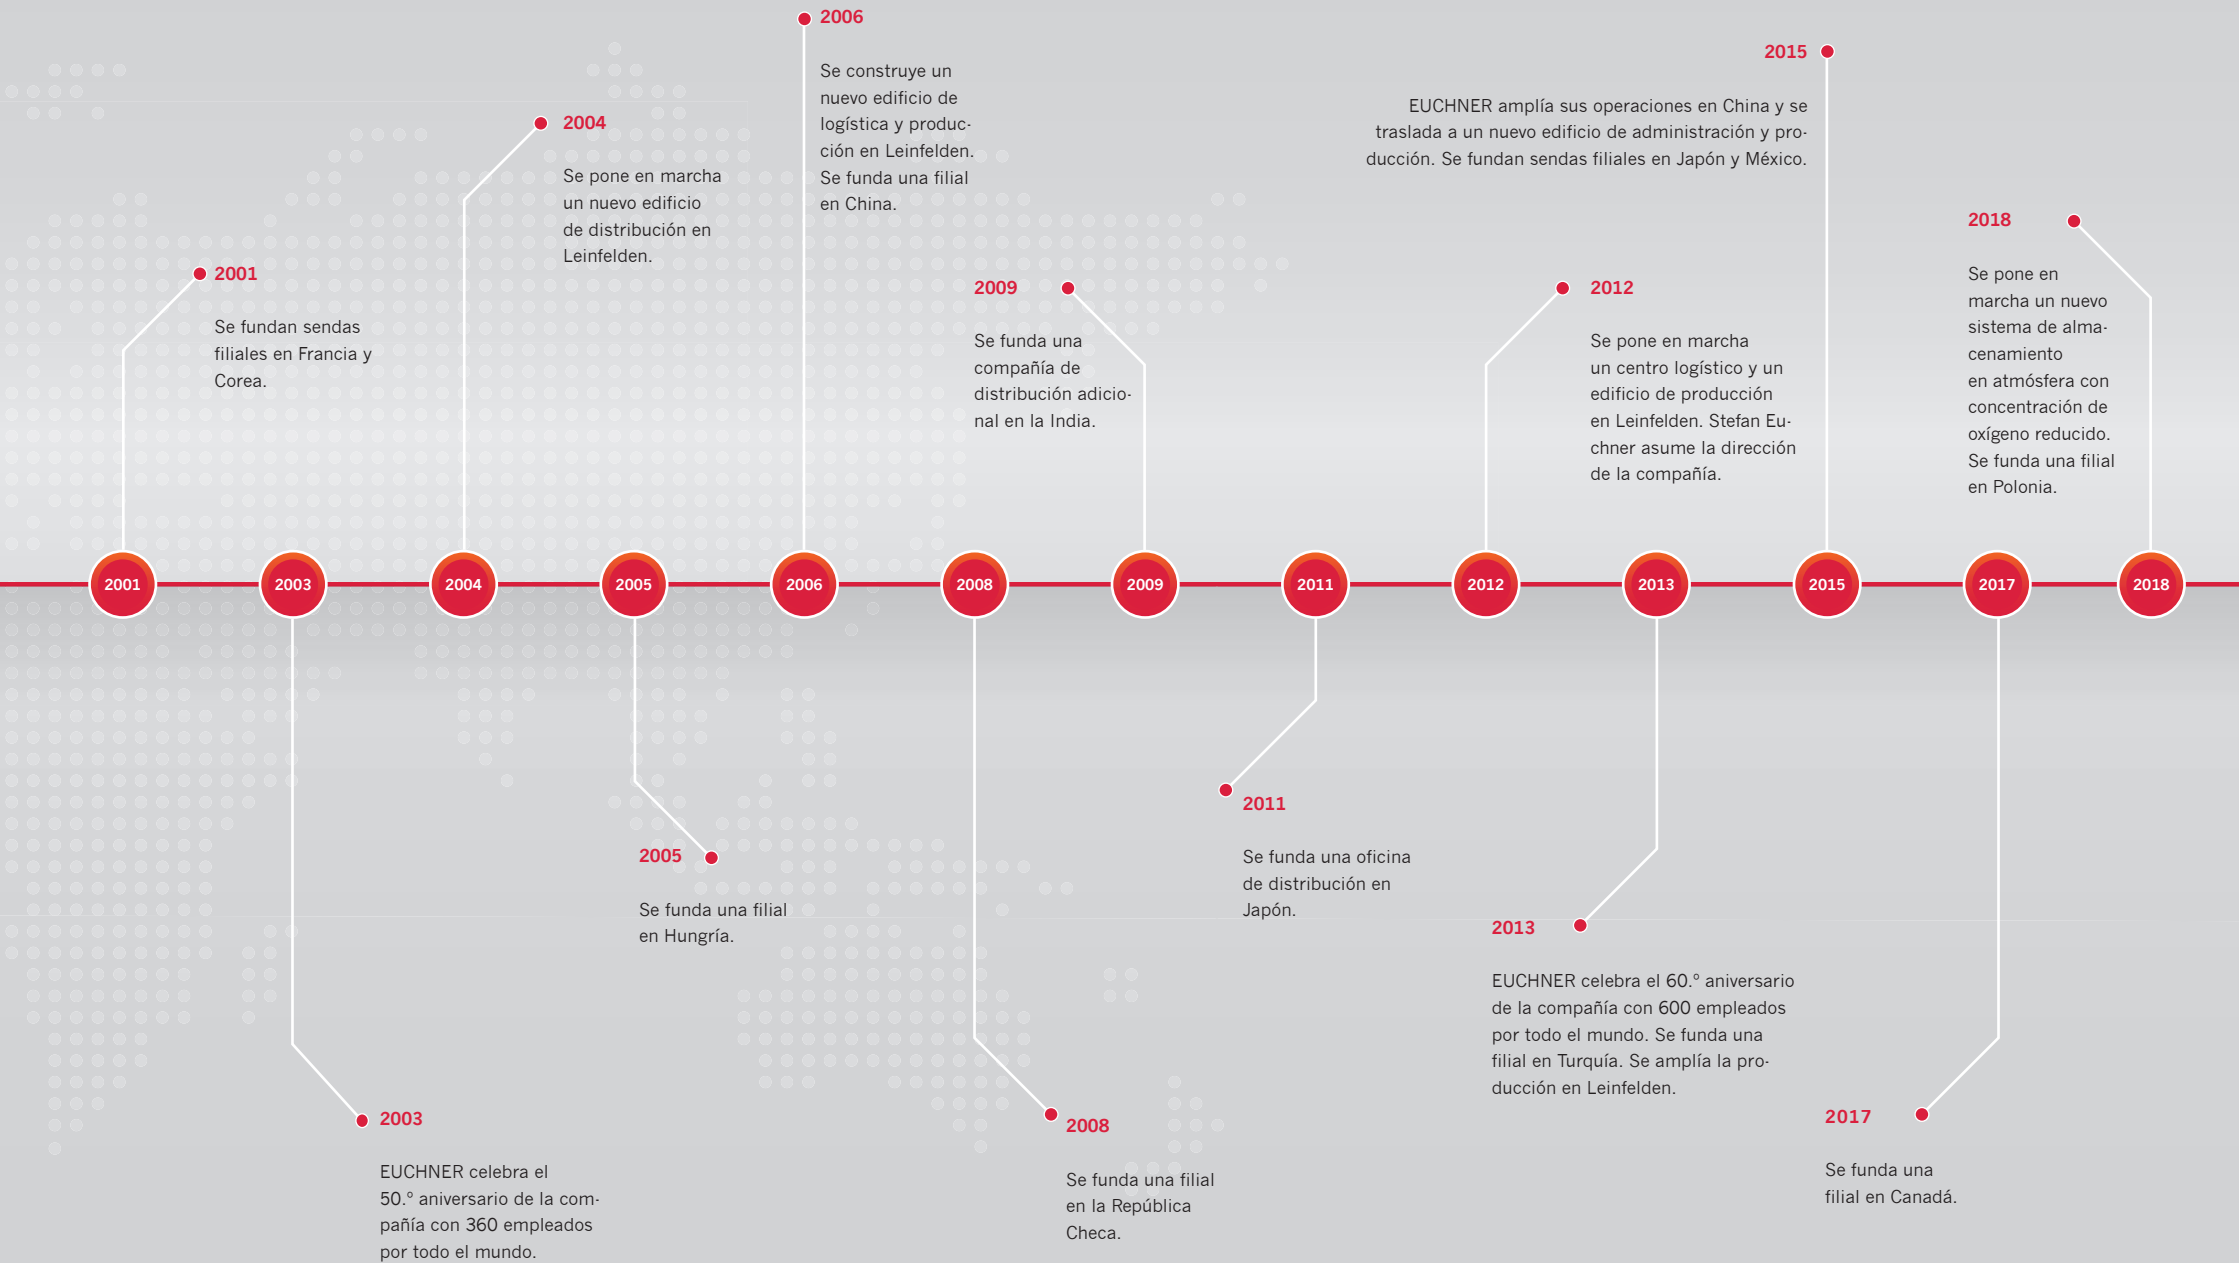 2006
Se construye un
nuevo edificio de
logística y produc-
ción en Leinfelden.
Se funda una filial
en China.
2015
EUCHNER amplía sus operaciones en China y se
traslada a un nuevo edificio de administración y pro-
ducción. Se fundan sendas filiales en Japón y México.
2004
Se pone en marcha
un nuevo edificio
de distribución en
Leinfelden.
2018
Se pone en
marcha un nuevo
sistema de alma-
cenamiento
en atmósfera con
concentración de
oxígeno reducido.
Se funda una filial
en Polonia.
2001
Se fundan sendas
filiales en Francia y
Corea.
2009
Se funda una
compañía de
distribución adicio-
nal en la India.
2012
Se pone en marcha
un centro logístico y un
edificio de producción
en Leinfelden. Stefan Eu-
chner asume la dirección
de la compañía.
2001 2003 2004 2005 2006 2008 2009 2011 2012 2013 2015 2017 2018
2011
Se funda una oficina
de distribución en
Japón.
2005
Se funda una filial
en Hungría.
2013
EUCHNER celebra el 60.º aniversario
de la compañía con 600 empleados
por todo el mundo. Se funda una
filial en Turquía. Se amplía la pro-
ducción en Leinfelden.
2003
EUCHNER celebra el
50.º aniversario de la com-
pañía con 360 empleados
por todo el mundo.
2008
Se funda una filial
en la República
Checa.
2017
Se funda una
filial en Canadá.